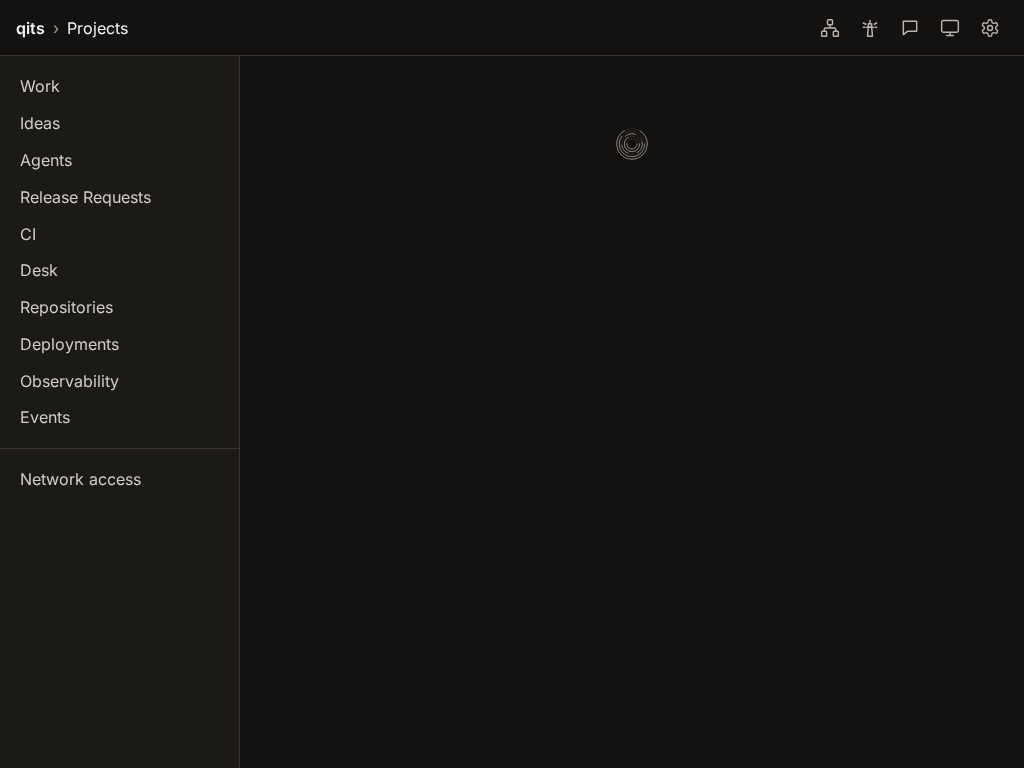 qits › Projects
Work
Ideas
Agents
Release Requests
CI
Desk
Repositories
Deployments
Observability
Events
Network access